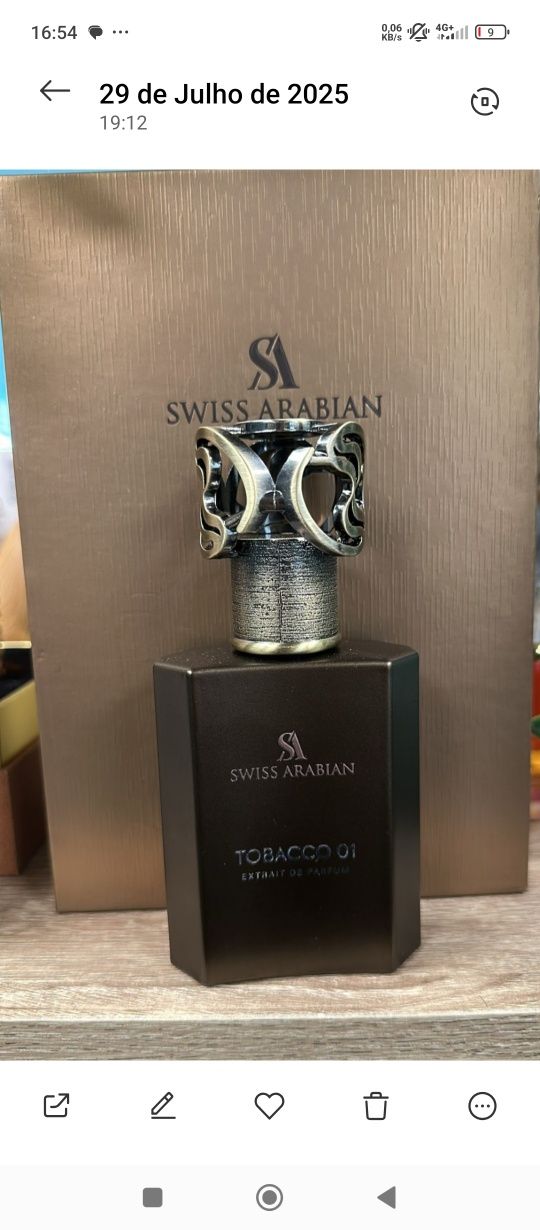 16:54
0,06
KB/s
4G+
9
29 de Julho de 2025
19:12
SA
SWISS ARABIAN
SA
SWISS ARABIAN
TOBACCO 01
EXTRAIT DE PARFUM